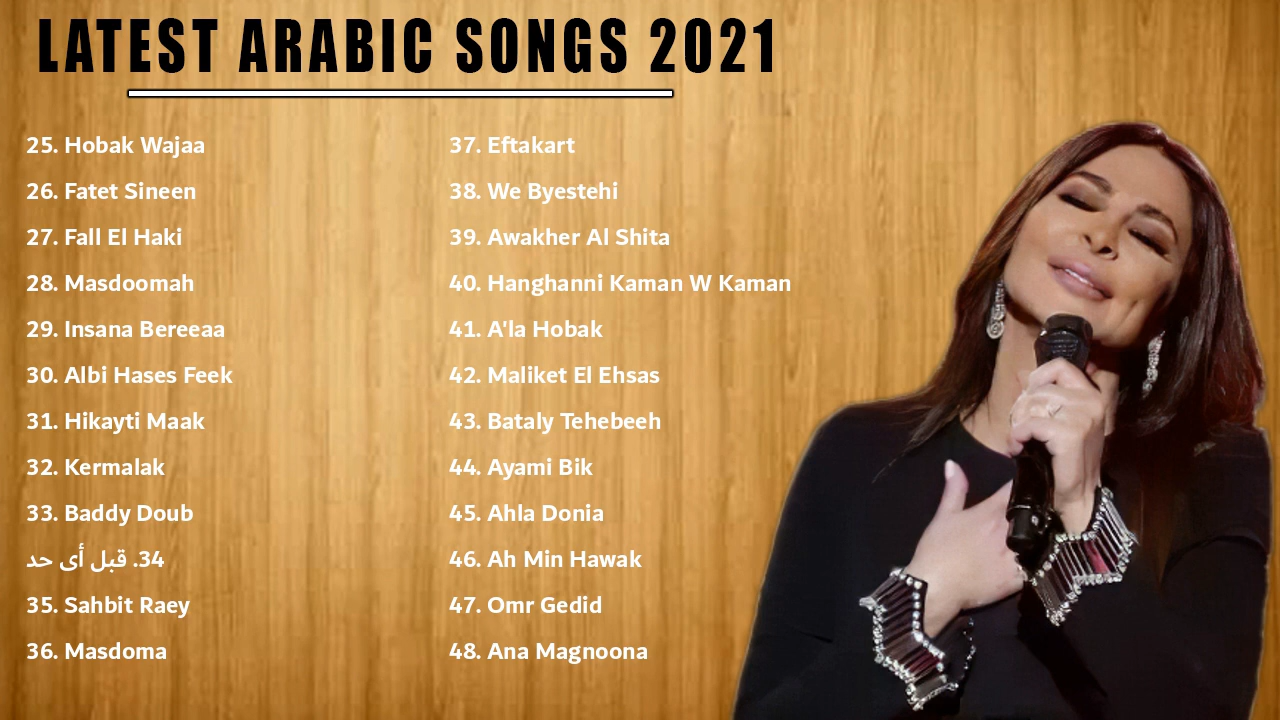 LATEST ARABIC SONGS 2021
25. Hobak Wajaa
26. Fatet Sineen
27. Fall El Haki
28. Masdoomah
29. Insana Bereeaa
30. Albi Hases Feek
31. Hikayti Maak
32. Kermalak
33. Baddy Doub
34. قبل أى حد
35. Sahbit Raey
36. Masdoma
37. Eftakart
38. We Byestehi
39. Awakher Al Shita
40. Hanghanni Kaman W Kaman
41. A'la Hobak
42. Maliket El Ehsas
43. Bataly Tehebeeh
44. Ayami Bik
45. Ahla Donia
46. Ah Min Hawak
47. Omr Gedid
48. Ana Magnoona